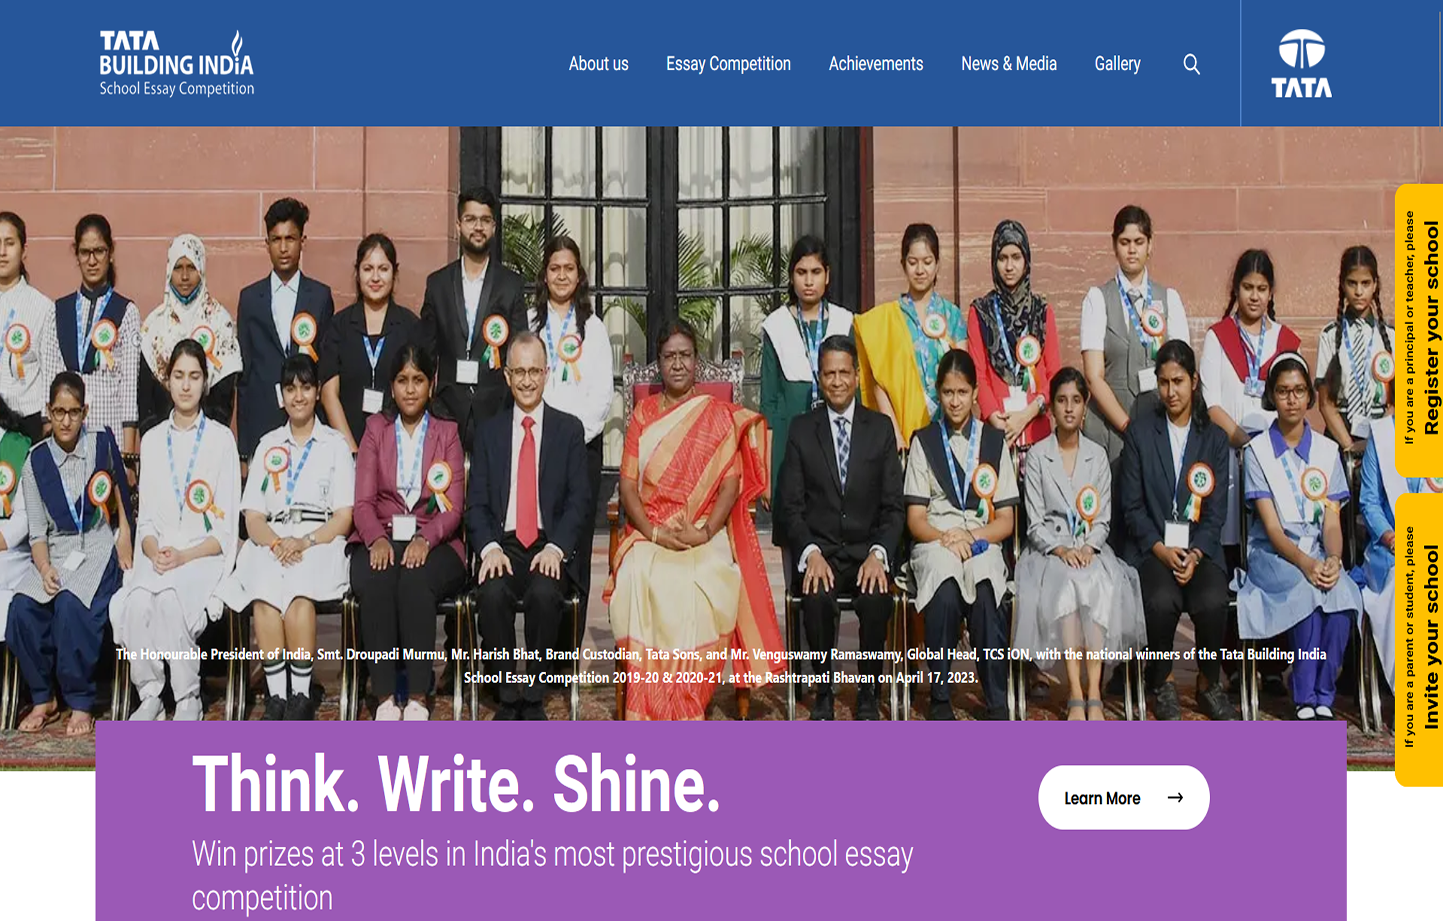 TATA
BUILDING INDIA
School Essay Competition
About us
Essay Competition
Achievements
News & Media
Gallery
TATA
If you are a principal or teacher, please
Register your school
If you are a parent or student, please
Invite your school
The Honourable President of India, Smt. Droupadi Murmu, Mr. Harish Bhat, Brand Custodian, Tata Sons, and Mr. Venguswamy Ramaswamy, Global Head, TCS iON, with the national winners of the Tata Building India
School Essay Competition 2019-20 & 2020-21, at the Rashtrapati Bhavan on April 17, 2023.
Think. Write. Shine.
Learn More
Win prizes at 3 levels in India's most prestigious school essay
competition